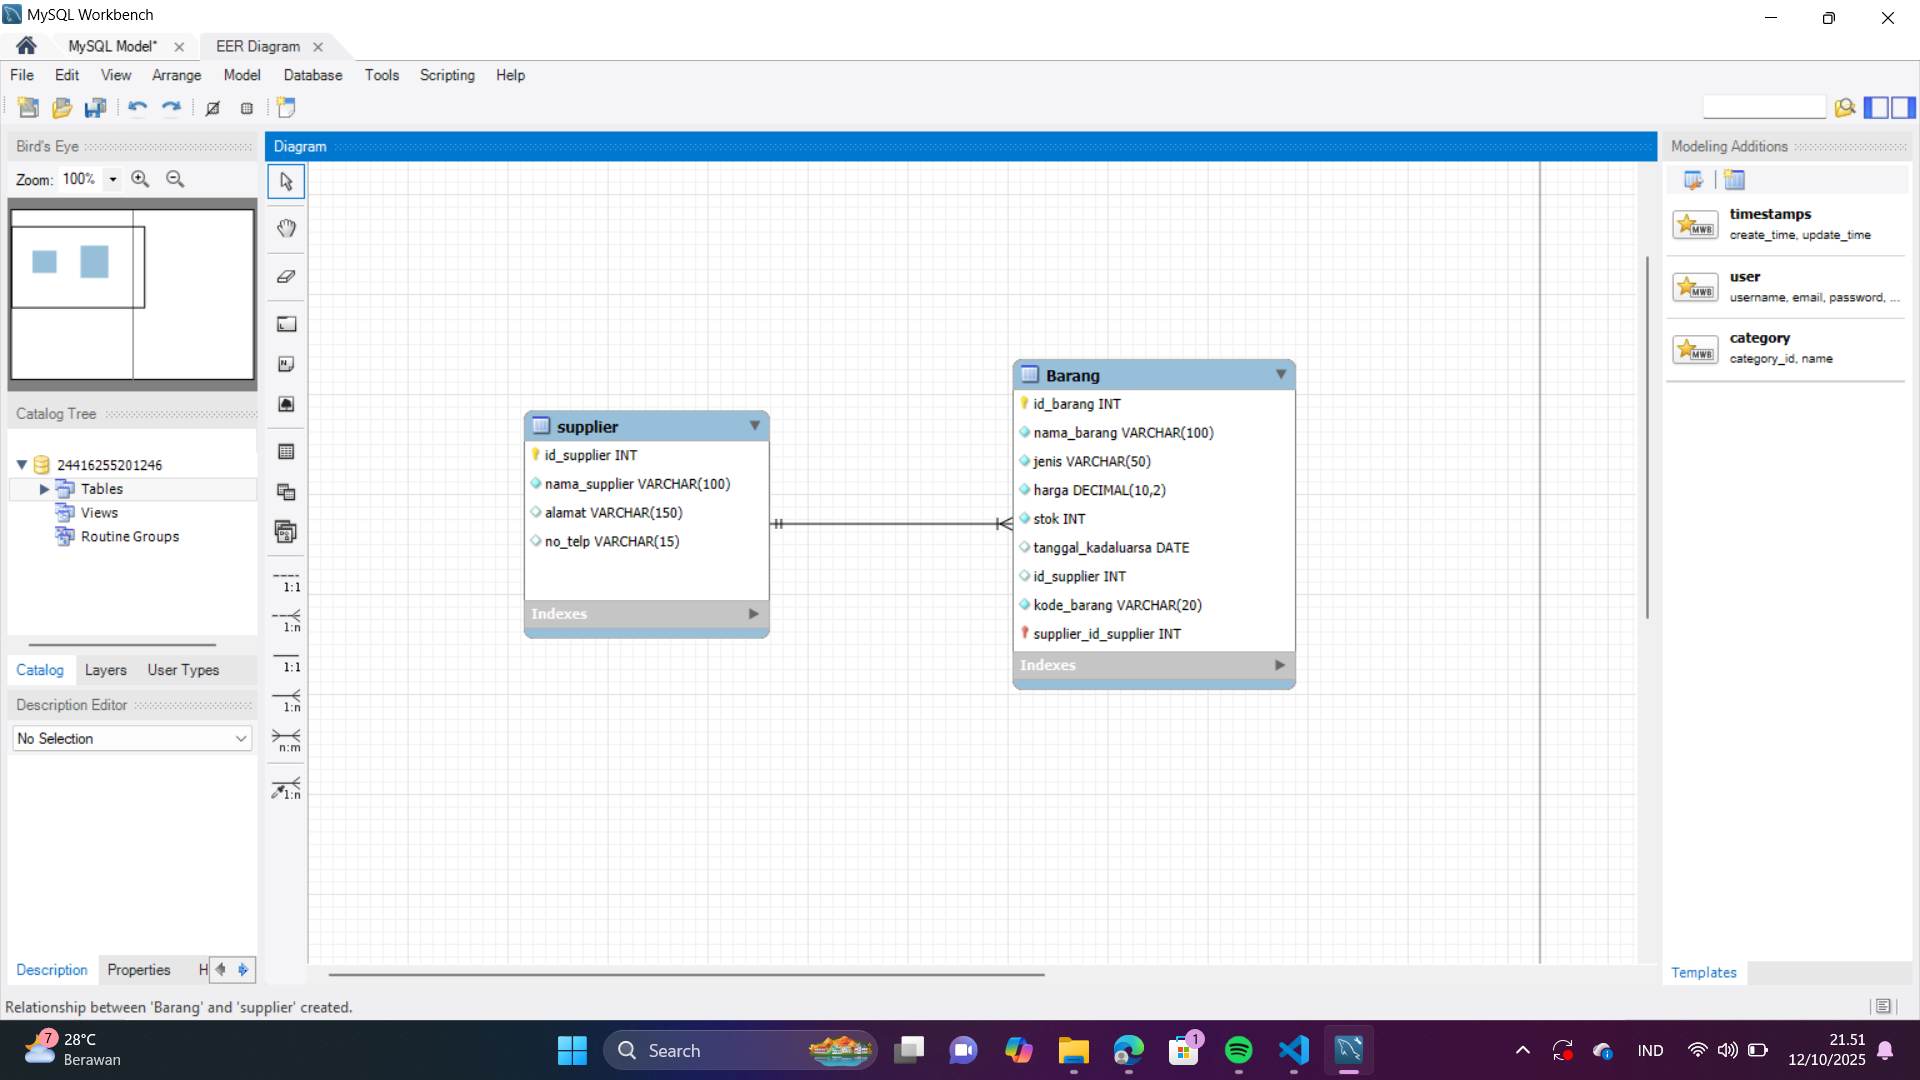 MySQL Workbench
MySQL Model*
EER Diagram
File Edit View Arrange Model Database Tools Scripting Help
Bird's Eye
Zoom: 100%
Catalog Tree
24416255201246
Tables
Views
Routine Groups
Catalog Layers User Types
Description Editor
No Selection
Description Properties H
Diagram
1:1
1:n
1:1
1:n
n:m
1:n
supplier
id_supplier INT
nama_supplier VARCHAR(100)
alamat VARCHAR(150)
no_telp VARCHAR(15)
Indexes
Barang
id_barang INT
nama_barang VARCHAR(100)
jenis VARCHAR(50)
harga DECIMAL(10,2)
stok INT
tanggal_kadaluarsa DATE
id_supplier INT
kode_barang VARCHAR(20)
supplier_id_supplier INT
Indexes
Modeling Additions
MWB
timestamps
create_time, update_time
MWB
user
username, email, password, ...
MWB
category
category_id, name
Templates
Relationship between 'Barang' and 'supplier' created.
7
28°C
Berawan
Search
1
IND
21.51
12/10/2025